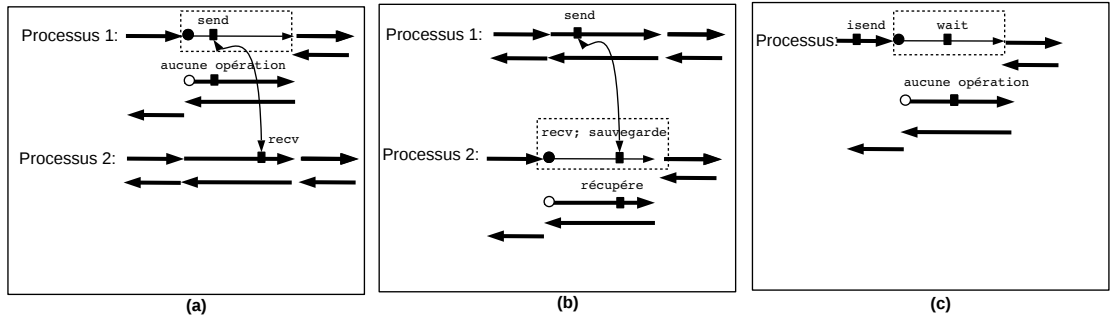 send
Processus 1:
aucune opération
recv
Processus 2:
(a)
send
Processus 1:
recv; sauvegarde
Processus 2:
récupére
(b)
isend wait
Processus:
aucune opération
(c)